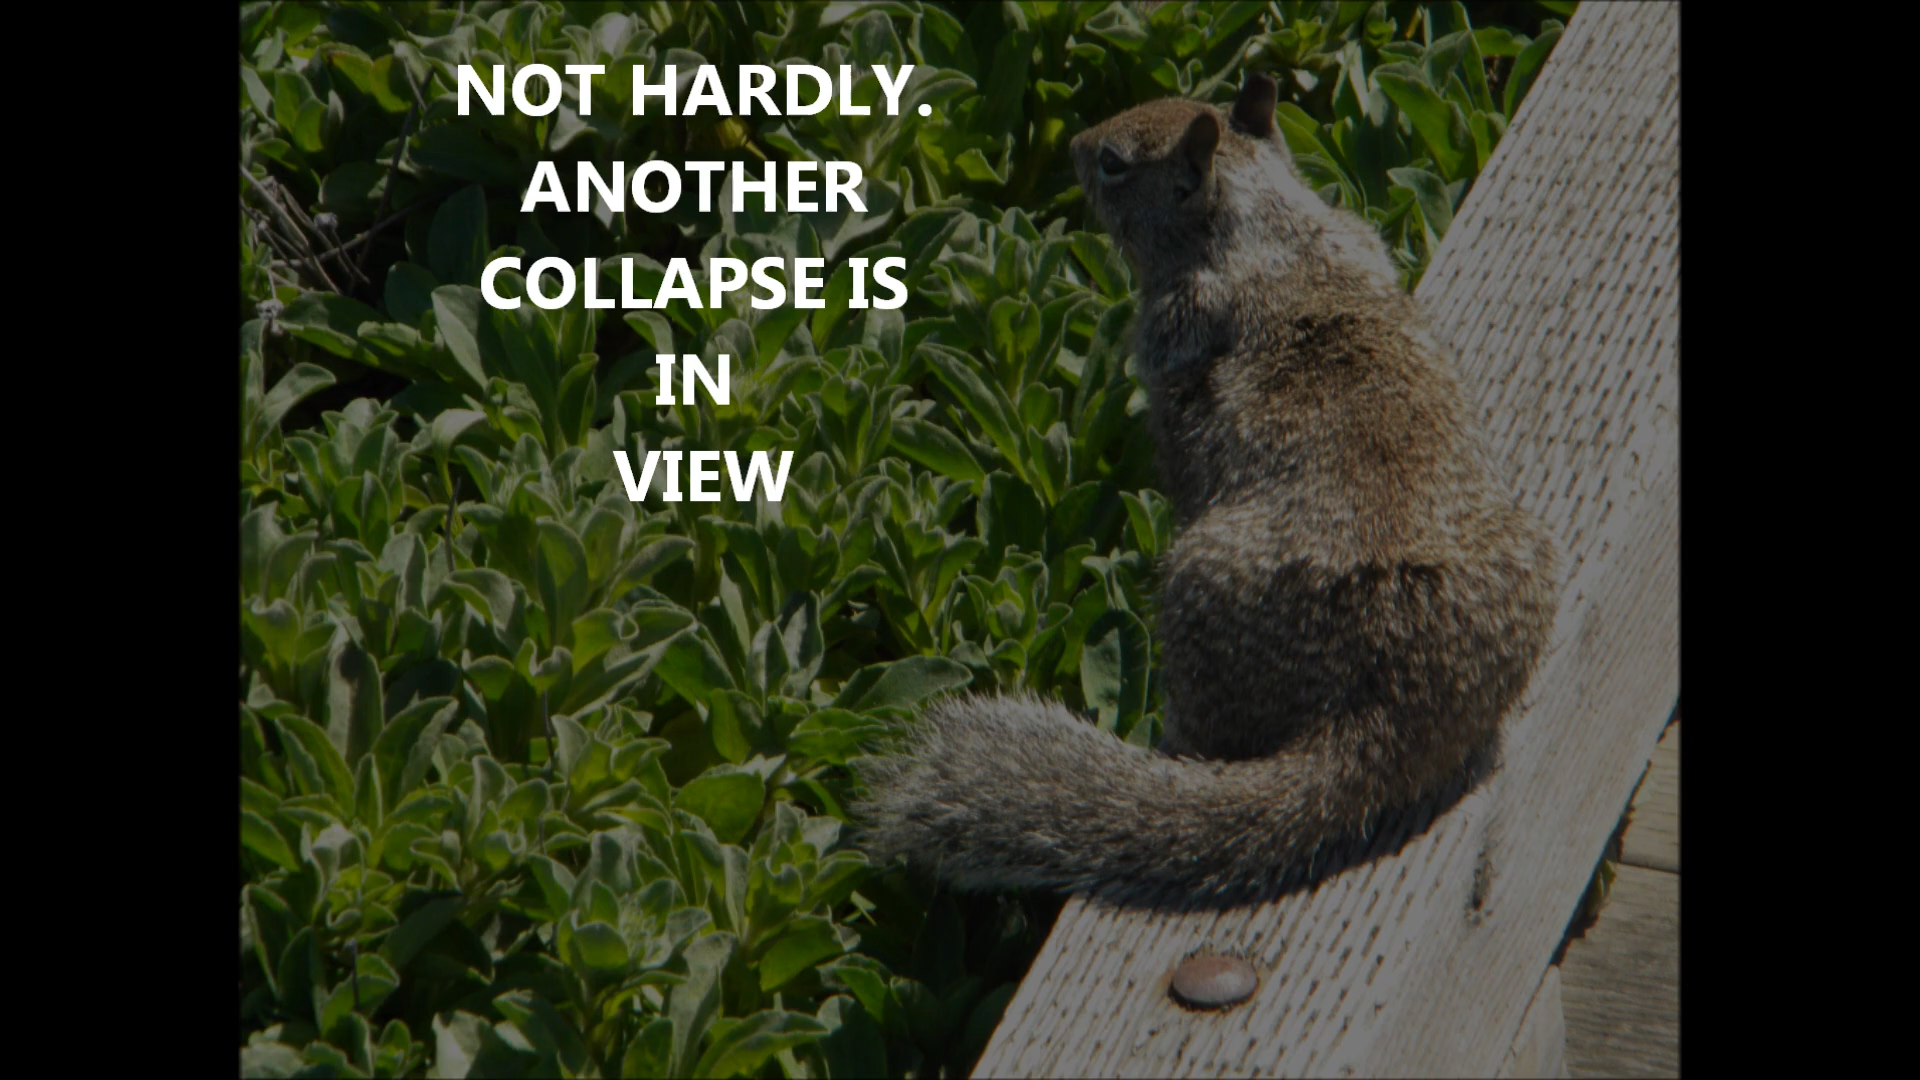 NOT HARDLY.
ANOTHER
COLLAPSE IS
IN
VIEW